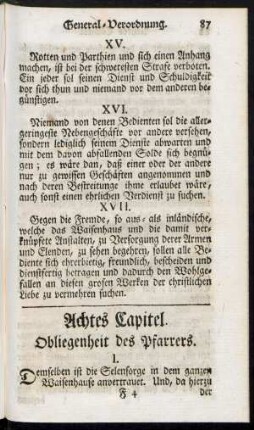 General-Verordnung. 87
XV.
Rotten und Parthien und sich einen Anhang
machen, ist bei der schweresten Strafe verboten.
Ein jeder sol seinen Dienst und Schuldigkeit
vor sich thun und niemand vor dem anderen be-
günstigen.
XVI.
Niemand von denen Bedienten sol die aller-
geringeste Nebengeschäfte vor andere versehen,
sondern lediglich seinem Dienste abwarten und
mit dem davon abfallenden Solde sich begnü-
gen; es wäre dan, daß einer oder der andere
nur zu gewissen Geschäften angenommen und
nach deren Bestreitunge ihme erlaubet wäre,
auch sonst einen ehrlichen Verdienst zu suchen.
XVII.
Gegen die Fremde, so aus- als inländische,
welche das Waisenhaus und die damit ver-
knüpfete Anstalten, zu Versorgung derer Armen
und Elenden, zu sehen begehren, sollen alle Be-
diente sich ehrerbietig, freundlich, bescheiden und
dienstfertig betragen und dadurch den Wohlge-
fallen an diesen grosen Werken der christlichen
Liebe zu vermehren suchen.
Achtes Capitel.
Obliegenheit des Pfarrers.
I.
Demselben ist die Selensorge in dem ganzen
Waisenhause anvertrauet. Und, da hierzu
F 4 der